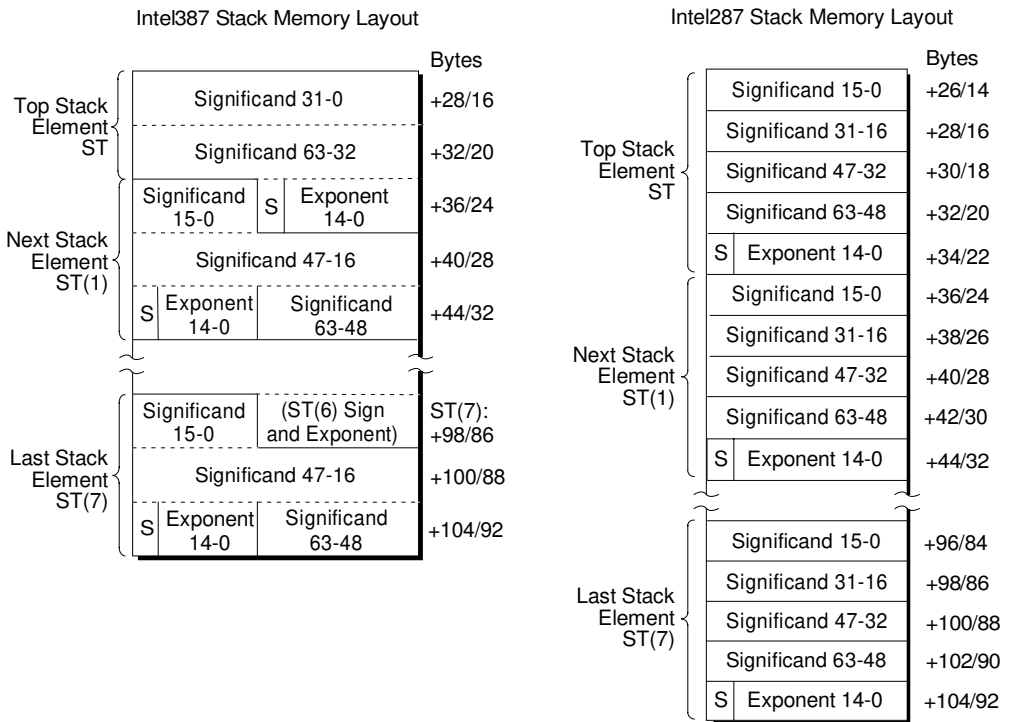 Intel387 Stack Memory Layout
Bytes
Top Stack
Element
ST
Significand 31-0
+28/16
Significand 63-32
+32/20
Significand
15-0
S
Exponent
14-0
+36/24
Next Stack
Element
ST(1)
Significand 47-16
+40/28
S
Exponent
14-0
Significand
63-48
+44/32
Significand
15-0
(ST(6) Sign
and Exponent)
ST(7):
+98/86
Last Stack
Element
ST(7)
Significand 47-16
+100/88
S
Exponent
14-0
Significand
63-48
+104/92
Intel287 Stack Memory Layout
Bytes
Top Stack
Element
ST
Significand 15-0
+26/14
Significand 31-16
+28/16
Significand 47-32
+30/18
Significand 63-48
+32/20
S
Exponent 14-0
+34/22
Next Stack
Element
ST(1)
Significand 15-0
+36/24
Significand 31-16
+38/26
Significand 47-32
+40/28
Significand 63-48
+42/30
S
Exponent 14-0
+44/32
Last Stack
Element
ST(7)
Significand 15-0
+96/84
Significand 31-16
+98/86
Significand 47-32
+100/88
Significand 63-48
+102/90
S
Exponent 14-0
+104/92